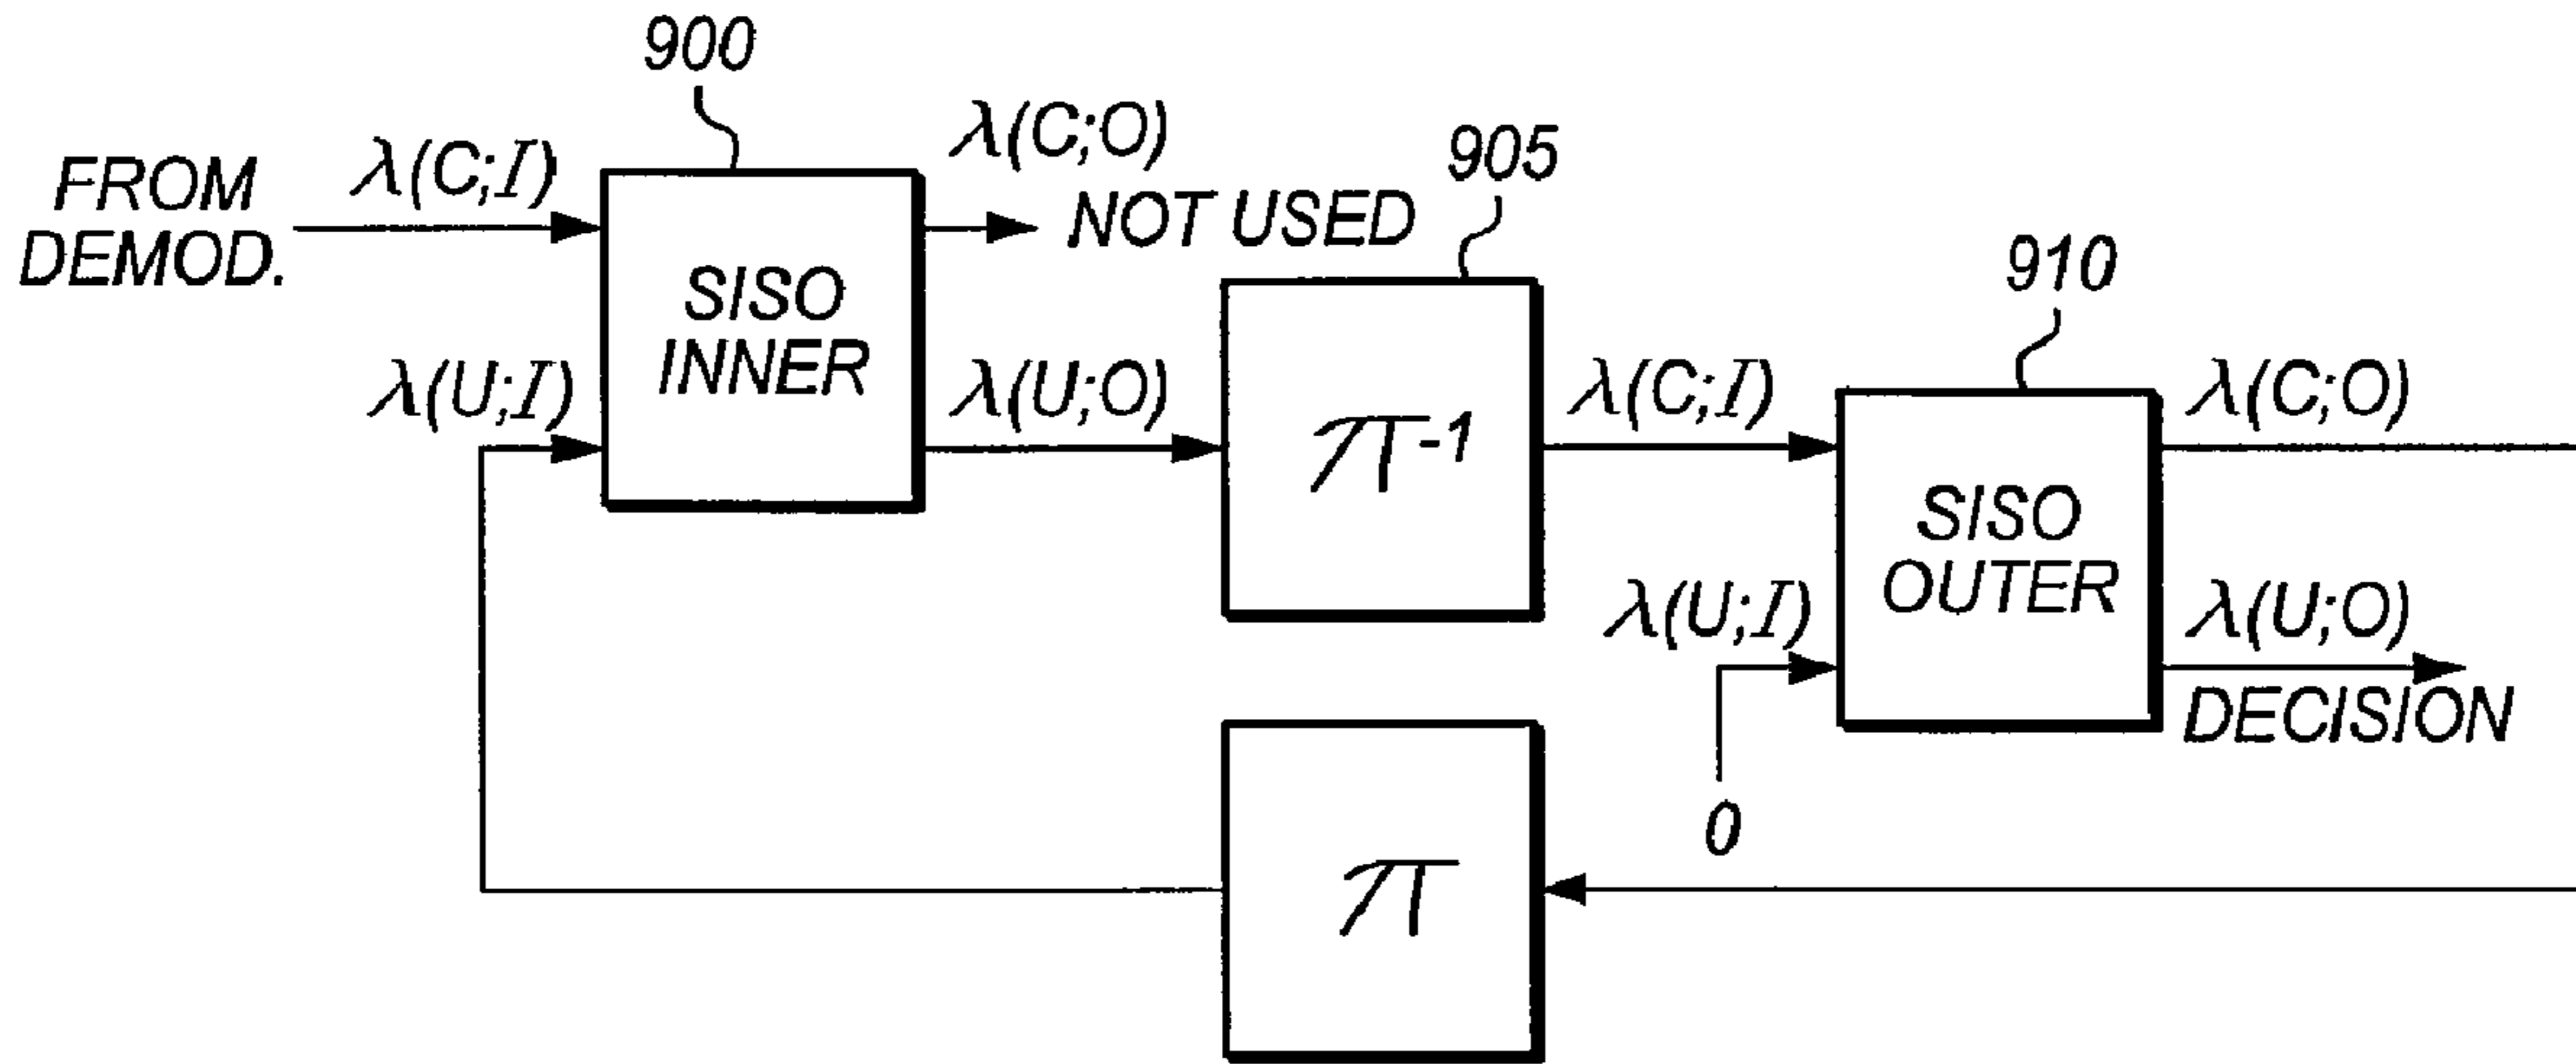 900
FROM
DEMOD.
λ(C;I)
λ(C;O)
NOT USED
905
SISO
INNER
λ(U;I)
λ(U;O)
π-1
λ(C;I)
910
λ(C;O)
SISO
OUTER
λ(U;I)
λ(U;O)
DECISION
0
π